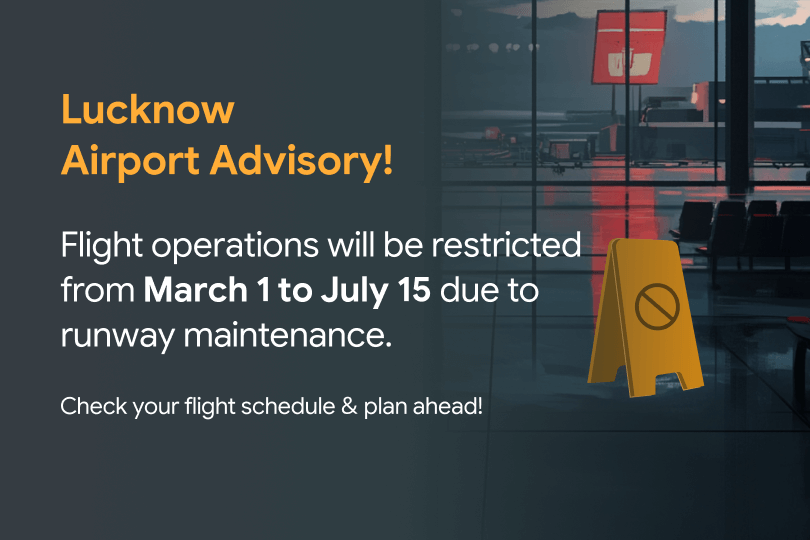 Lucknow
Airport Advisory!
Flight operations will be restricted
from March 1 to July 15 due to
runway maintenance.
Check your flight schedule & plan ahead!